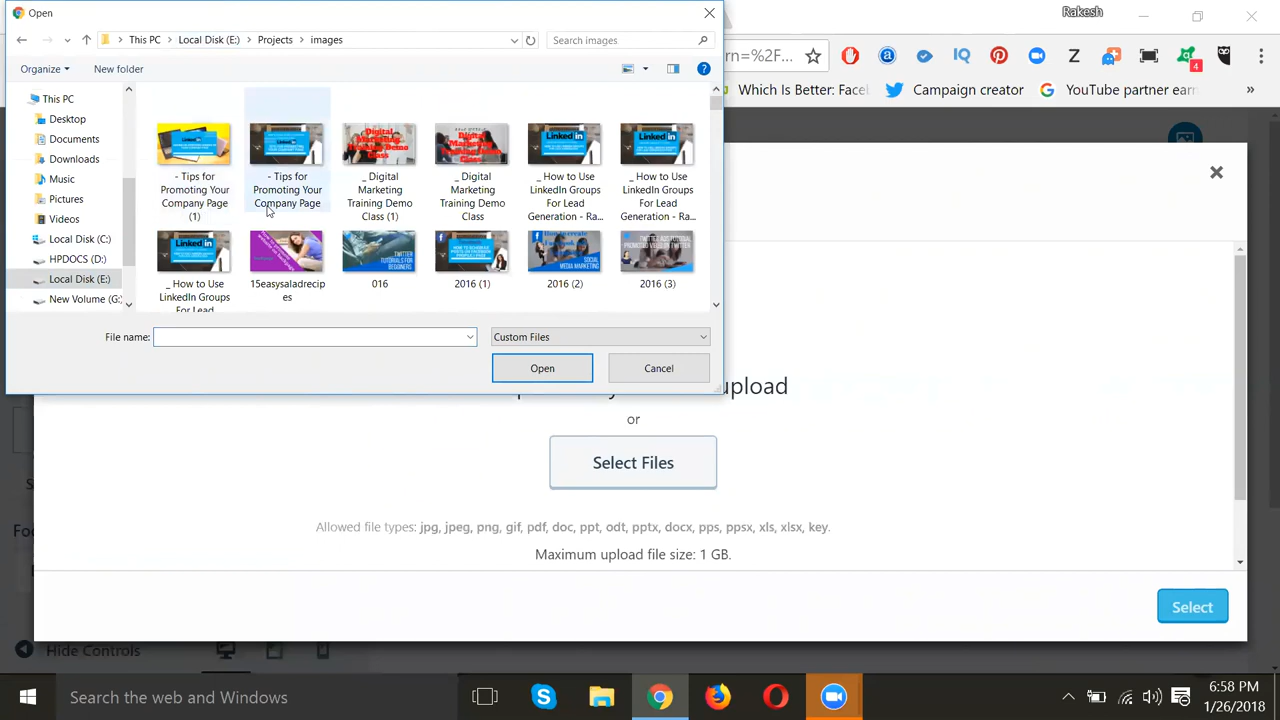 Open
Rakesh
This PC > Local Disk (E:) > Projects > images
Search images
rn=%2F...
Organize
New folder
Which Is Better: Facel
Campaign creator
YouTube partner earn
»
4
This PC
Desktop
Documents
Downloads
Music
Pictures
Videos
Local Disk (C:)
HPDOCS (D:)
Local Disk (E:)
New Volume (G:)
- Tips for Promoting Your Company Page (1)
- Tips for Promoting Your Company Page
_ Digital Marketing Training Demo Class (1)
_ Digital Marketing Training Demo Class
_ How to Use LinkedIn Groups For Lead Generation - Ra...
_ How to Use LinkedIn Groups For Lead Generation - Ra...
_ How to Use LinkedIn Groups For Lead
15easysaladrecipes
016
2016 (1)
2016 (2)
2016 (3)
File name:
Custom Files
Open
Cancel
upload
or
Select Files
Allowed file types: jpg, jpeg, png, gif, pdf, doc, ppt, odt, pptx, docx, pps, ppsx, xls, xlsx, key.
Maximum upload file size: 1 GB.
Select
Hide Controls
Search the web and Windows
6:58 PM
1/26/2018